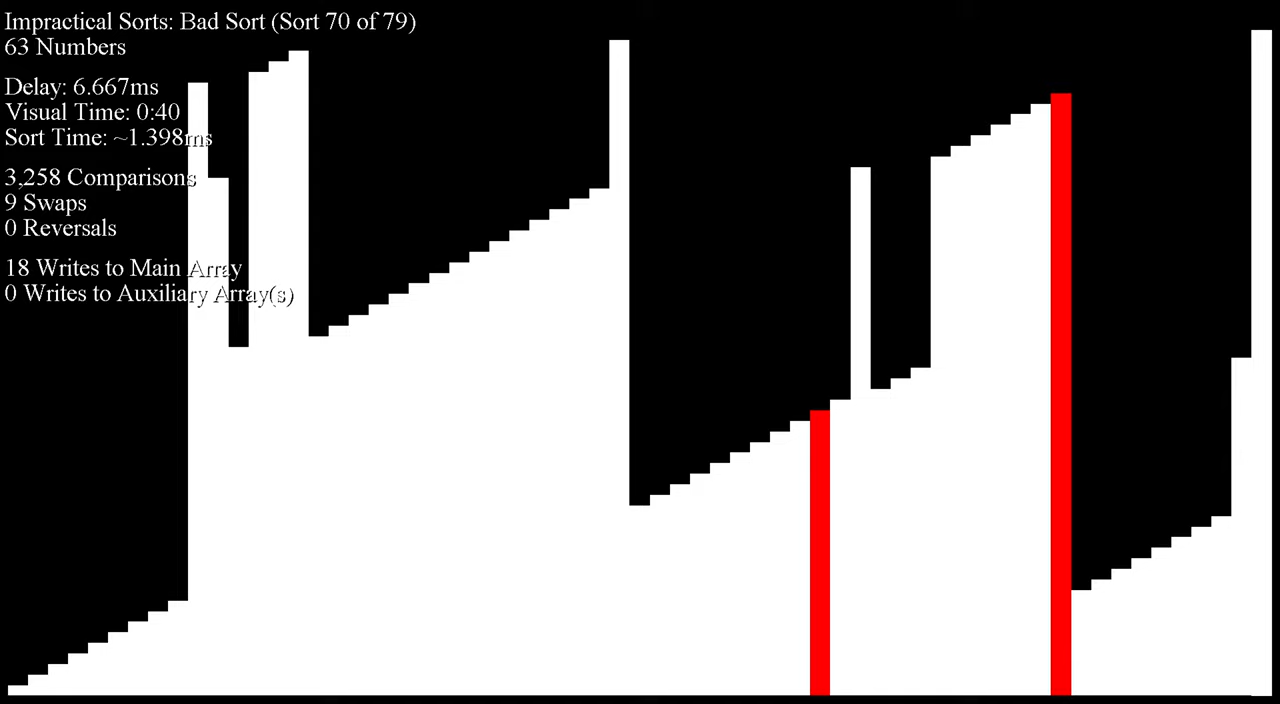 Impractical Sorts: Bad Sort (Sort 70 of 79)
63 Numbers
Delay: 6.667ms
Visual Time: 0:40
Sort Time: ~1.398ms
3,258 Comparisons
9 Swaps
0 Reversals
18 Writes to Main Array
0 Writes to Auxiliary Array(s)